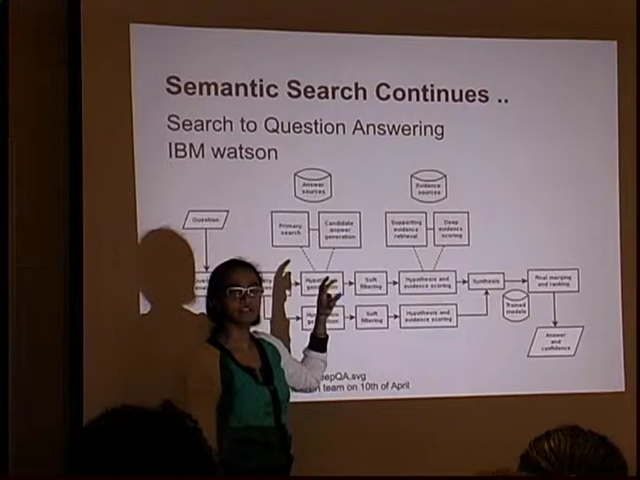 Semantic Search Continues ..
Search to Question Answering
IBM watson
Answer
sources
Evidence
sources
Question
Primary
search
Candidate
answer
generation
Supporting
evidence
retrieval
Deep
evidence
scoring
Soft
filtering
Hypothesis and
evidence scoring
Synthesis
Final merging
and ranking
Trained
models
Soft
filtering
Hypothesis and
evidence scoring
Answer
and
confidence
eepQA.svg
team on 10th of April